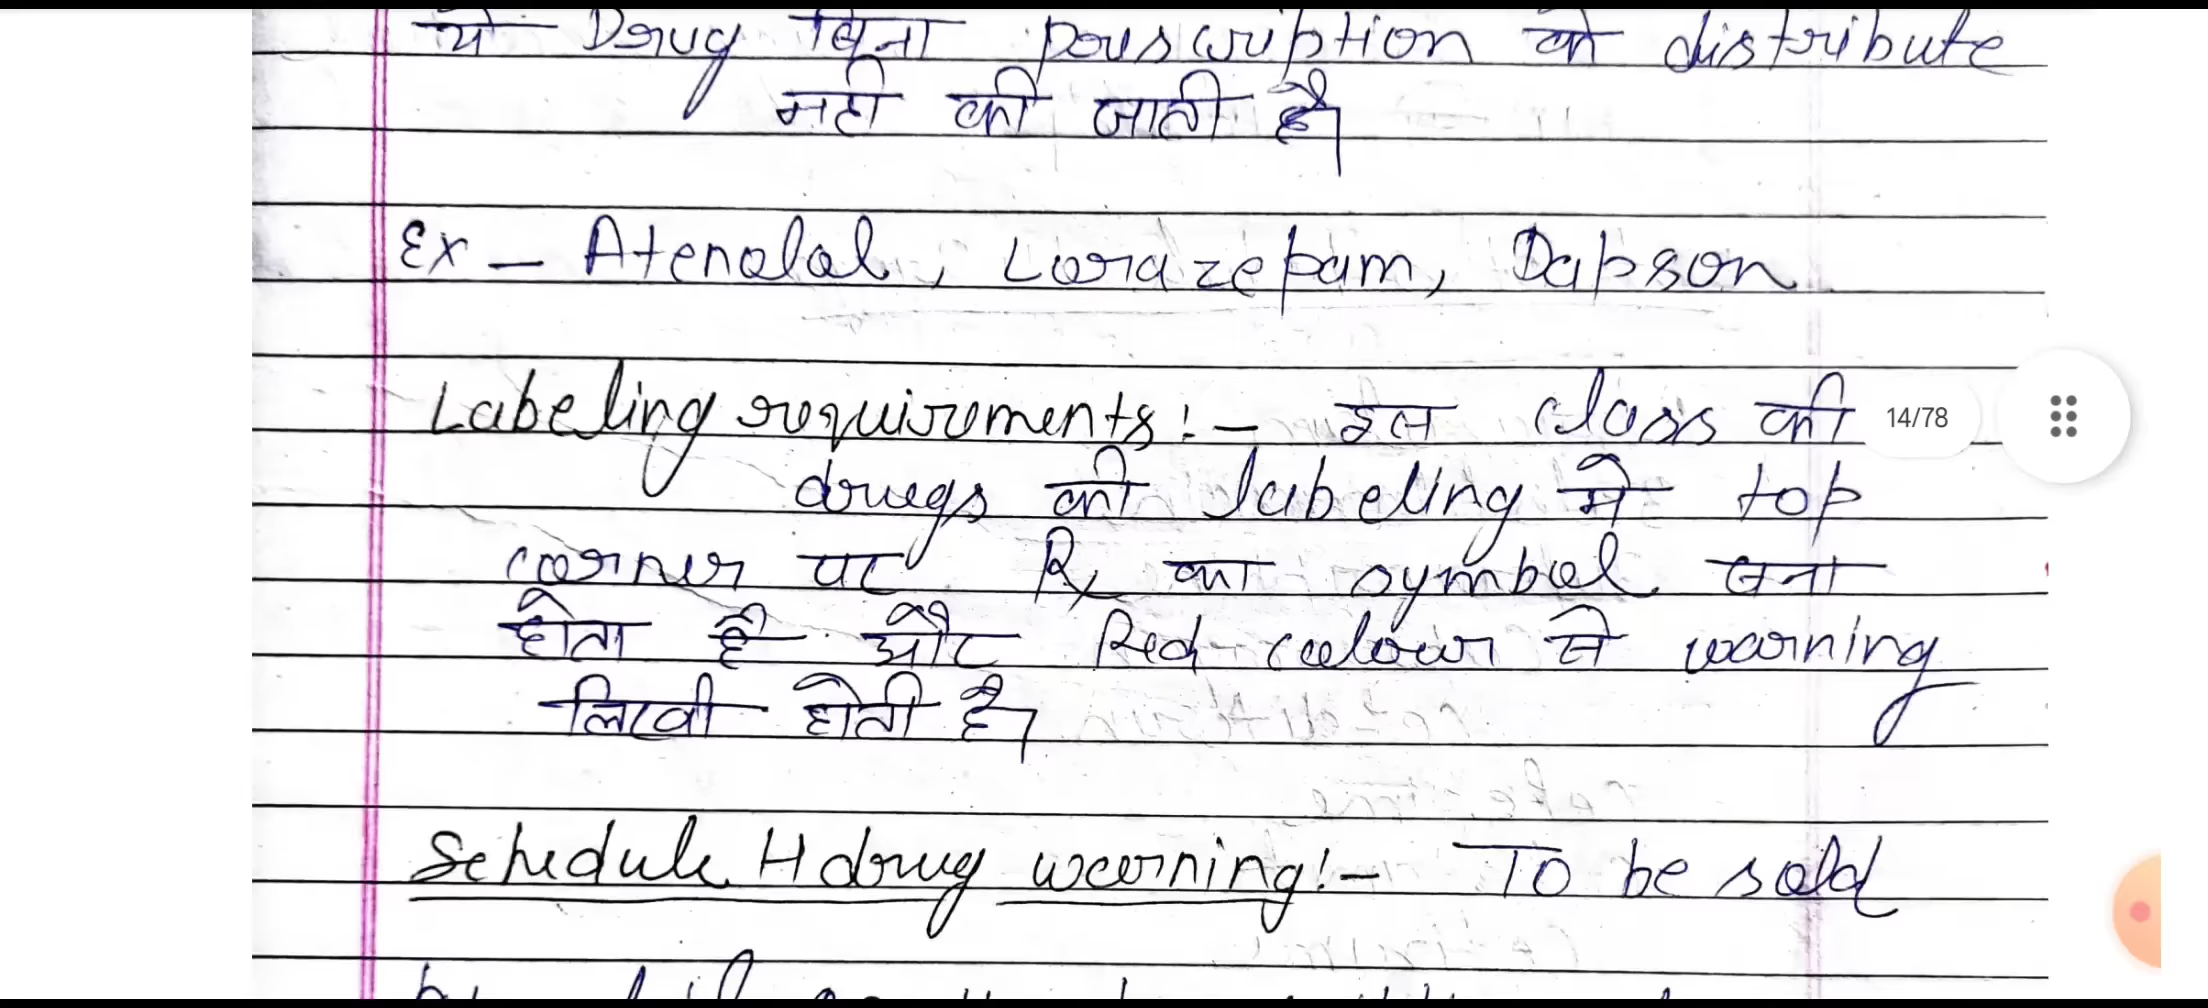 ये Drug बिना prescription के distribute
नही की जाती है।
Ex - Atenolol, Lorazepam, Dapson
Labeling requirements :- इस class की
14/78
drugs की labeling मे top
corner पर Rx का symbol बना
होता है और Red colour से warning
लिखी होती है।
Schedule H drug warning :- To be sold